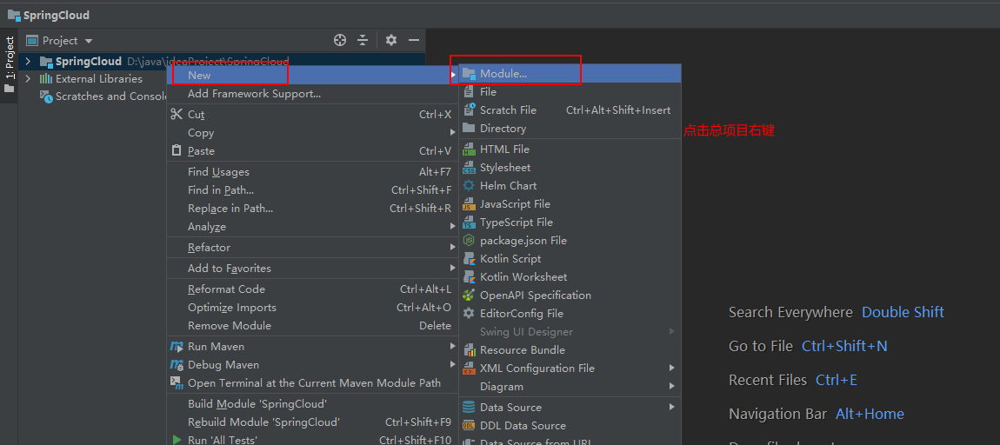 SpringCloud
1: Project
Project
SpringCloud D:\java\ideaProject\SpringCloud
External Libraries
Scratches and Consol
New
Add Framework Support...
Cut Ctrl+X
Copy
Paste Ctrl+V
Find Usages Alt+F7
Find in Path... Ctrl+Shift+F
Replace in Path... Ctrl+Shift+R
Analyze
Refactor
Add to Favorites
Reformat Code Ctrl+Alt+L
Optimize Imports Ctrl+Alt+O
Remove Module Delete
Run Maven
Debug Maven
Open Terminal at the Current Maven Module Path
Build Module 'SpringCloud'
Rebuild Module 'SpringCloud' Ctrl+Shift+F9
Run 'All Tests' Ctrl+Shift+F10
Module...
File
Scratch File Ctrl+Alt+Shift+Insert
Directory
HTML File
Stylesheet
Helm Chart
JavaScript File
TypeScript File
package.json File
Kotlin Script
Kotlin Worksheet
OpenAPI Specification
EditorConfig File
Swing UI Designer
Resource Bundle
XML Configuration File
Diagram
Data Source
DDL Data Source
Data Source from URL
点击总项目右键
Search Everywhere Double Shift
Go to File Ctrl+Shift+N
Recent Files Ctrl+E
Navigation Bar Alt+Home